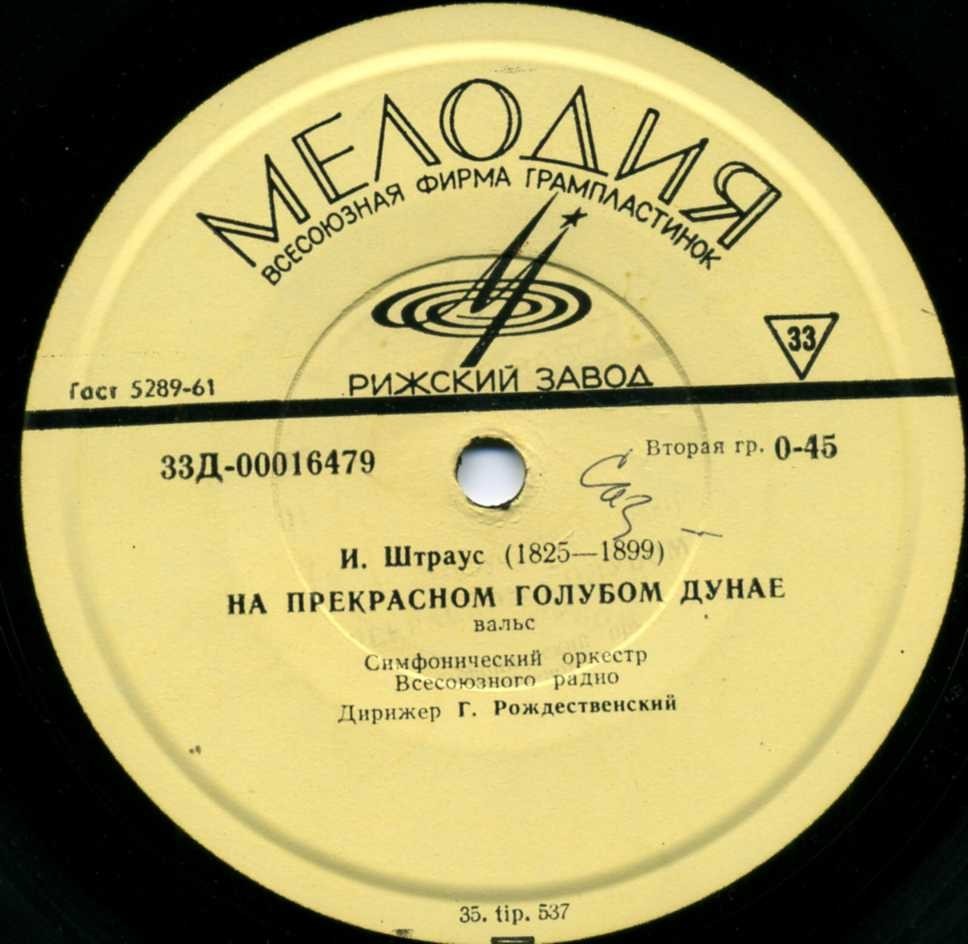 МЕЛОДИЯ
ВСЕСОЮЗНАЯ ФИРМА ГРАМПЛАСТИНОК
33
РИЖСКИЙ ЗАВОД
Гост 5289-61
33Д-00016479
Вторая гр. 0-45
Саз
И. Штраус (1825—1899)
НА ПРЕКРАСНОМ ГОЛУБОМ ДУНАЕ
вальс
Симфонический оркестр
Всесоюзного радио
Дирижер Г. Рождественский
35. tip. 537